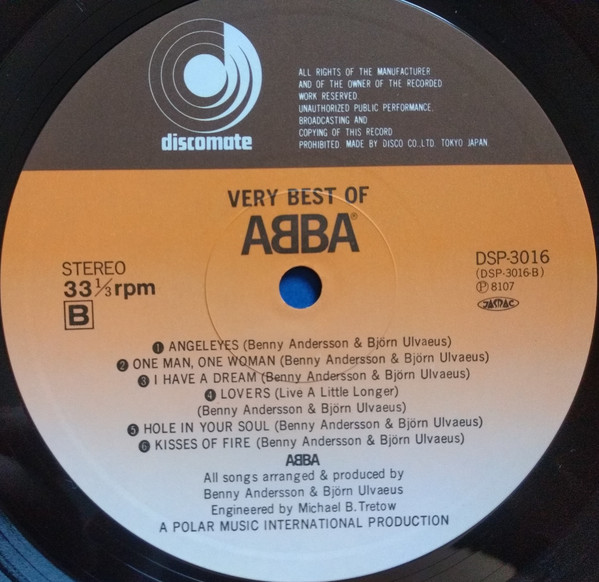 discomate
ALL RIGHTS OF THE MANUFACTURER
AND OF THE OWNER OF THE RECORDED
WORK RESERVED.
UNAUTHORIZED PUBLIC PERFORMANCE,
BROADCASTING AND
COPYING OF THIS RECORD
PROHIBITED MADE BY DISCO CO.,LTD. TOKYO JAPAN
VERY BEST OF
ABBA®
STEREO
33 1/3 rpm
B
DSP-3016
(DSP-3016-B)
Ⓟ 8107
JASRAC
❶ ANGELEYES (Benny Andersson & Björn Ulvaeus)
❷ ONE MAN, ONE WOMAN (Benny Andersson & Björn Ulvaeus)
❸ I HAVE A DREAM (Benny Andersson & Björn Ulvaeus)
❹ LOVERS (Live A Little Longer)
(Benny Andersson & Björn Ulvaeus)
❺ HOLE IN YOUR SOUL (Benny Andersson & Björn Ulvaeus)
❻ KISSES OF FIRE (Benny Andersson & Björn Ulvaeus)
ABBA
All songs arranged & produced by
Benny Andersson & Björn Ulvaeus
Engineered by Michael B. Tretow
A POLAR MUSIC INTERNATIONAL PRODUCTION